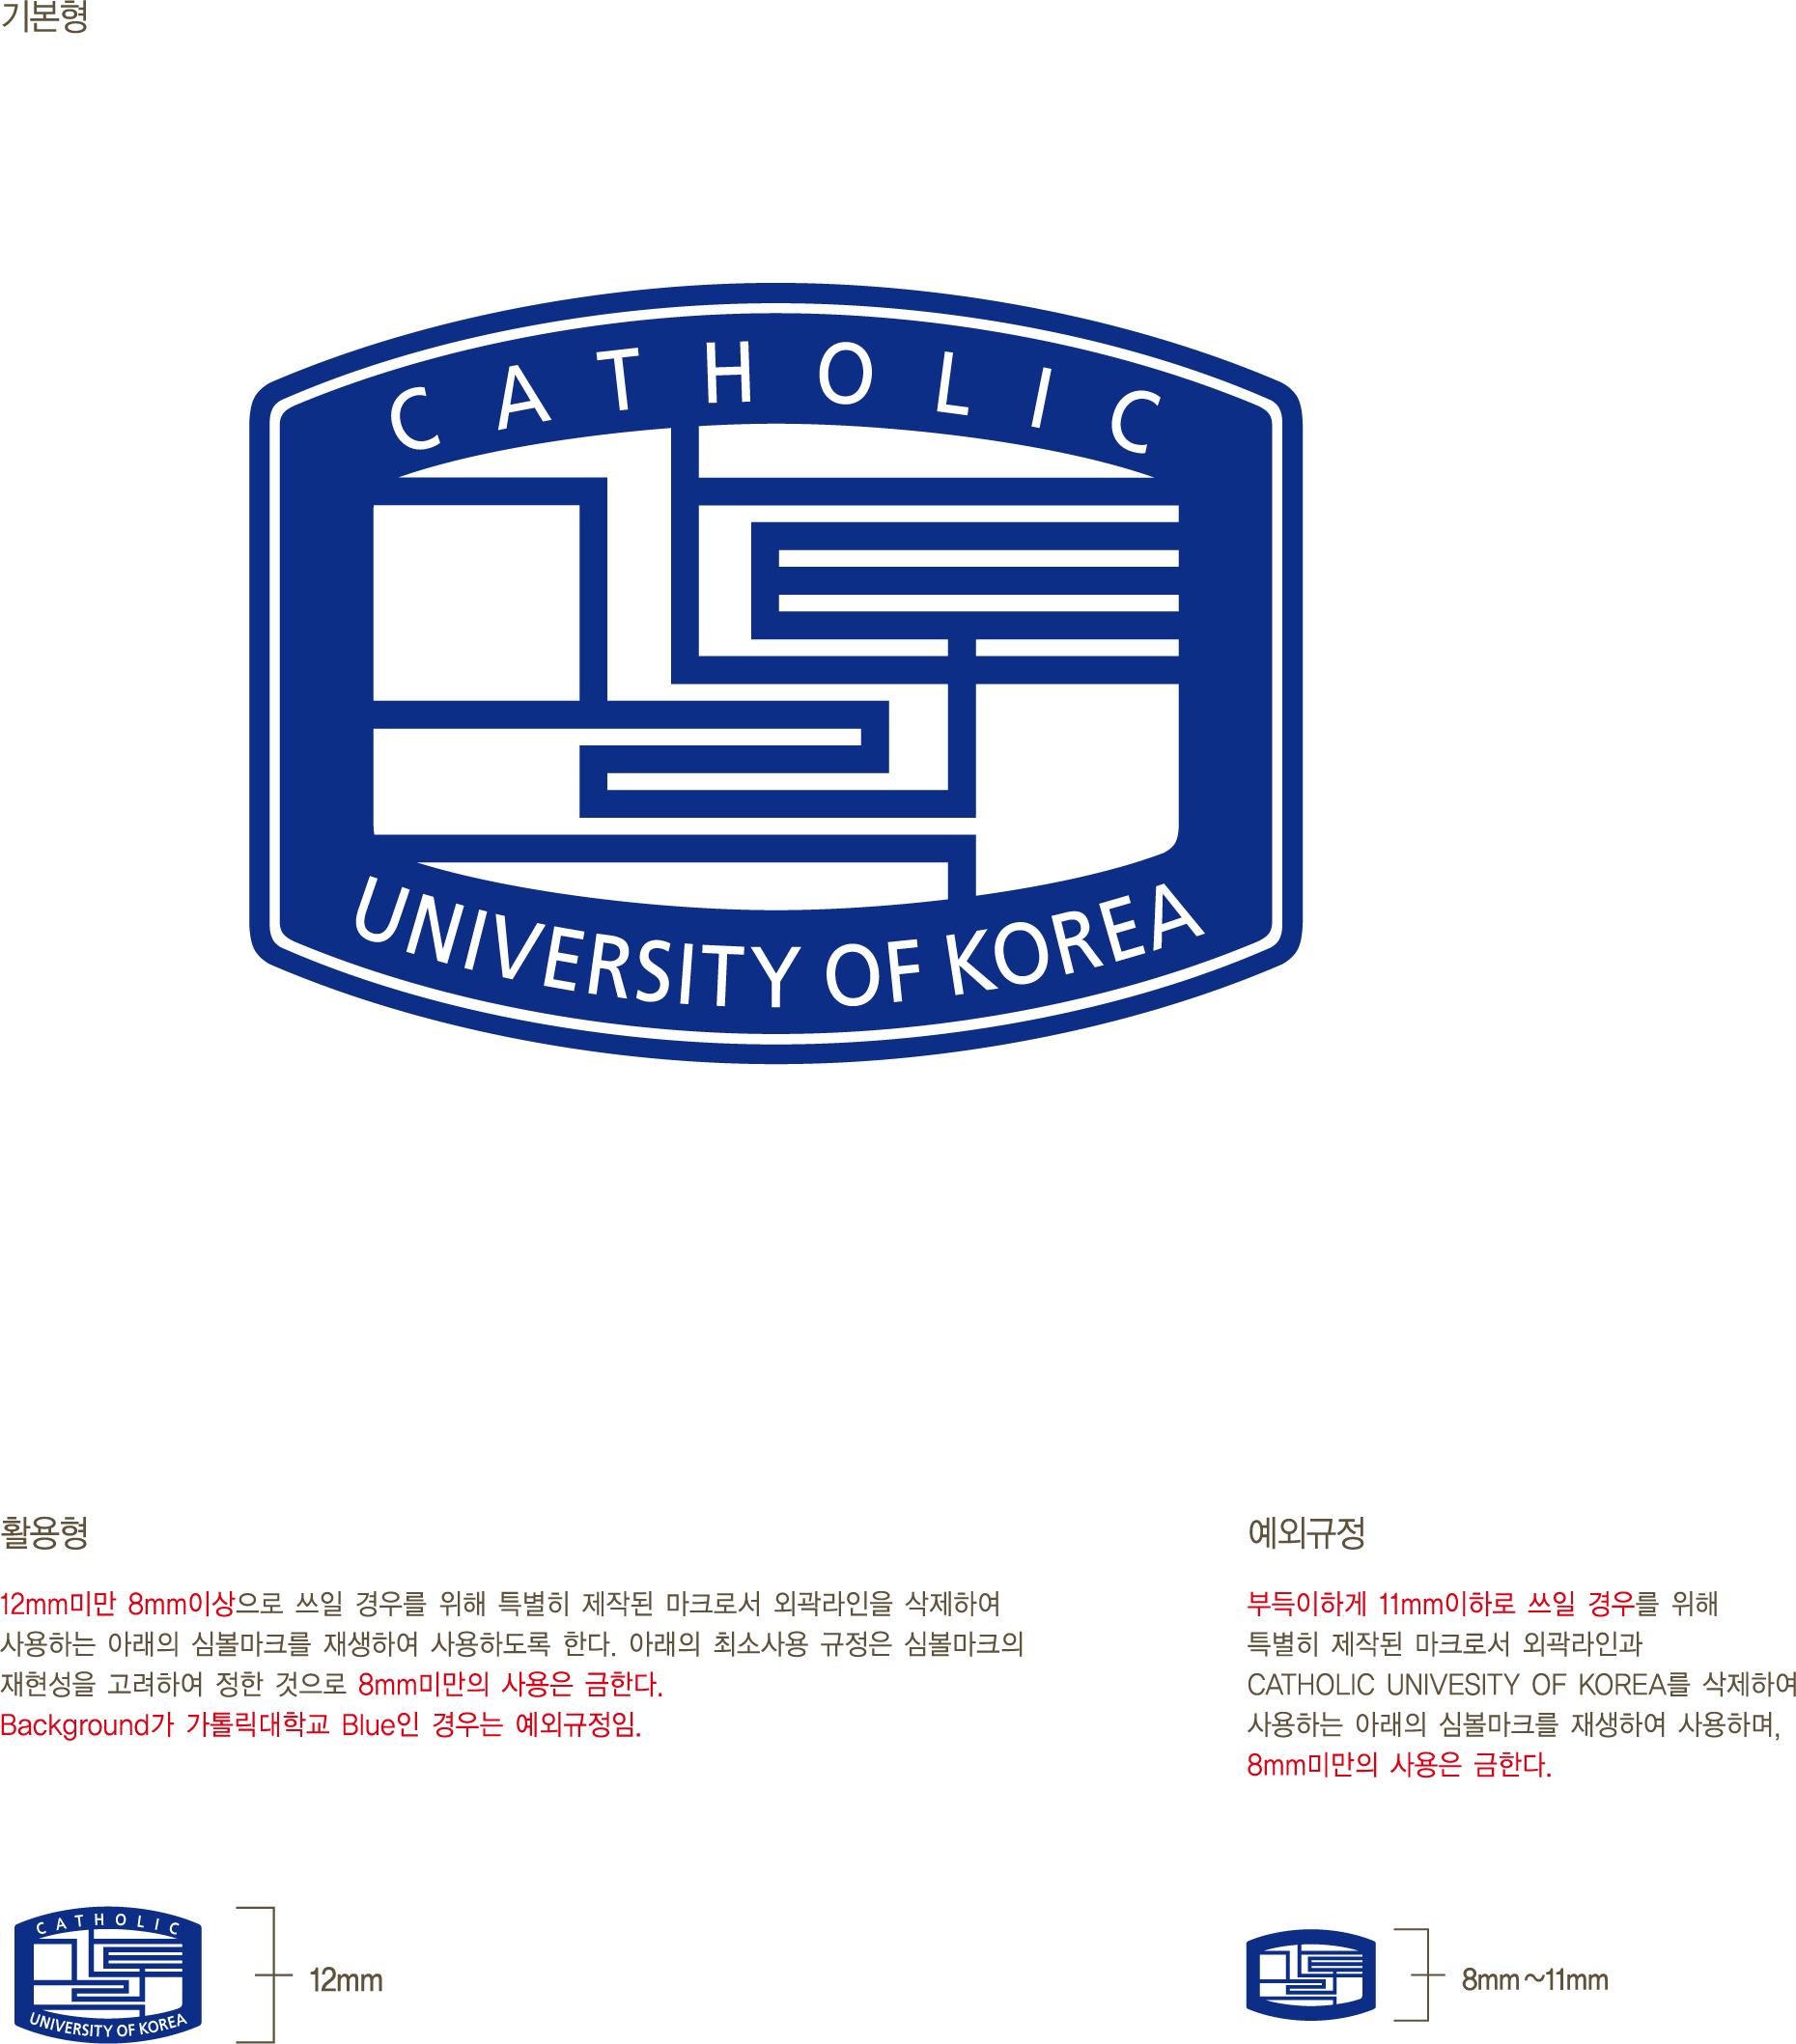 기본형
CATHOLIC
UNIVERSITY OF KOREA
활용형
12mm미만 8mm이상으로 쓰일 경우를 위해 특별히 제작된 마크로서 외곽라인을 삭제하여
사용하는 아래의 심볼마크를 재생하여 사용하도록 한다. 아래의 최소사용 규정은 심볼마크의
재현성을 고려하여 정한 것으로 8mm미만의 사용은 금한다.
Background가 가톨릭대학교 Blue인 경우는 예외규정임.
CATHOLIC
UNIVERSITY OF KOREA
12mm
예외규정
부득이하게 11mm이하로 쓰일 경우를 위해
특별히 제작된 마크로서 외곽라인과
CATHOLIC UNIVESITY OF KOREA를 삭제하여
사용하는 아래의 심볼마크를 재생하여 사용하며,
8mm미만의 사용은 금한다.
8mm~11mm